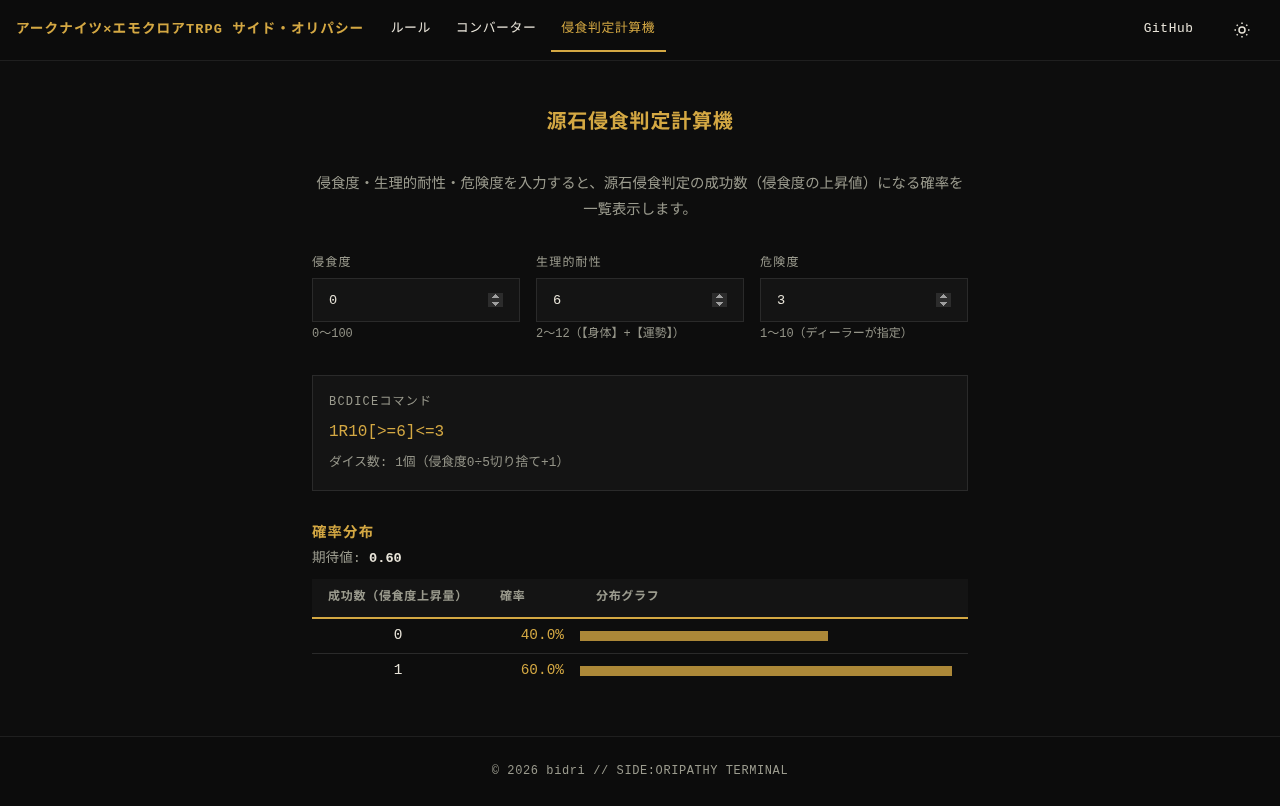 アークナイツ×エモクロアTRPG サイド・オリパシー
ルール
コンバーター
侵食判定計算機
GitHub
源石侵食判定計算機
侵食度・生理的耐性・危険度を入力すると、源石侵食判定の成功数（侵食度の上昇値）になる確率を
一覧表示します。
侵食度
生理的耐性
危険度
0
6
3
0〜100
2〜12（【身体】+【運勢】）
1〜10（ディーラーが指定）
BCDICEコマンド
1R10[>=6]<=3
ダイス数: 1個（侵食度0÷5切り捨て+1）
確率分布
期待値: 0.60
成功数（侵食度上昇量） 確率 分布グラフ
0 40.0%
1 60.0%
© 2026 bidri // SIDE:ORIPATHY TERMINAL